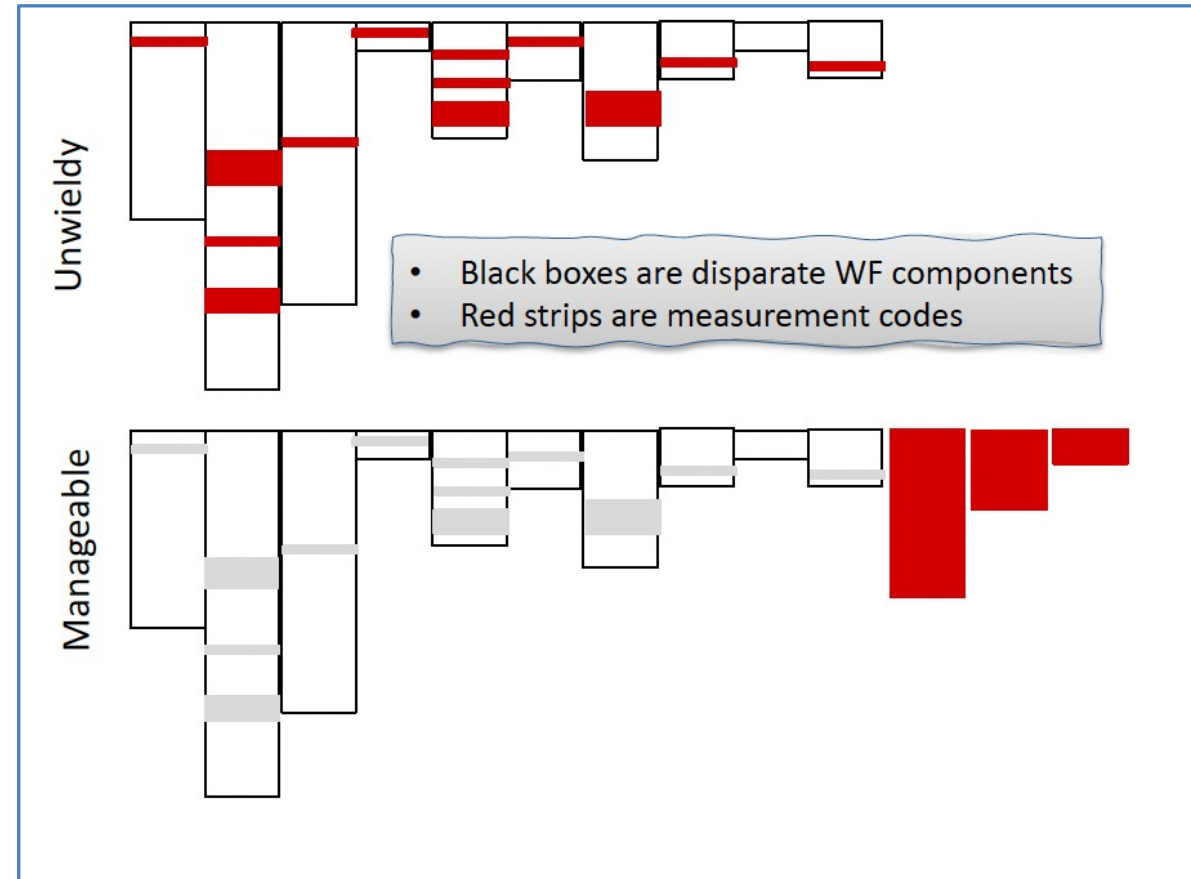 Unwieldy
• Black boxes are disparate WF components
• Red strips are measurement codes
Manageable